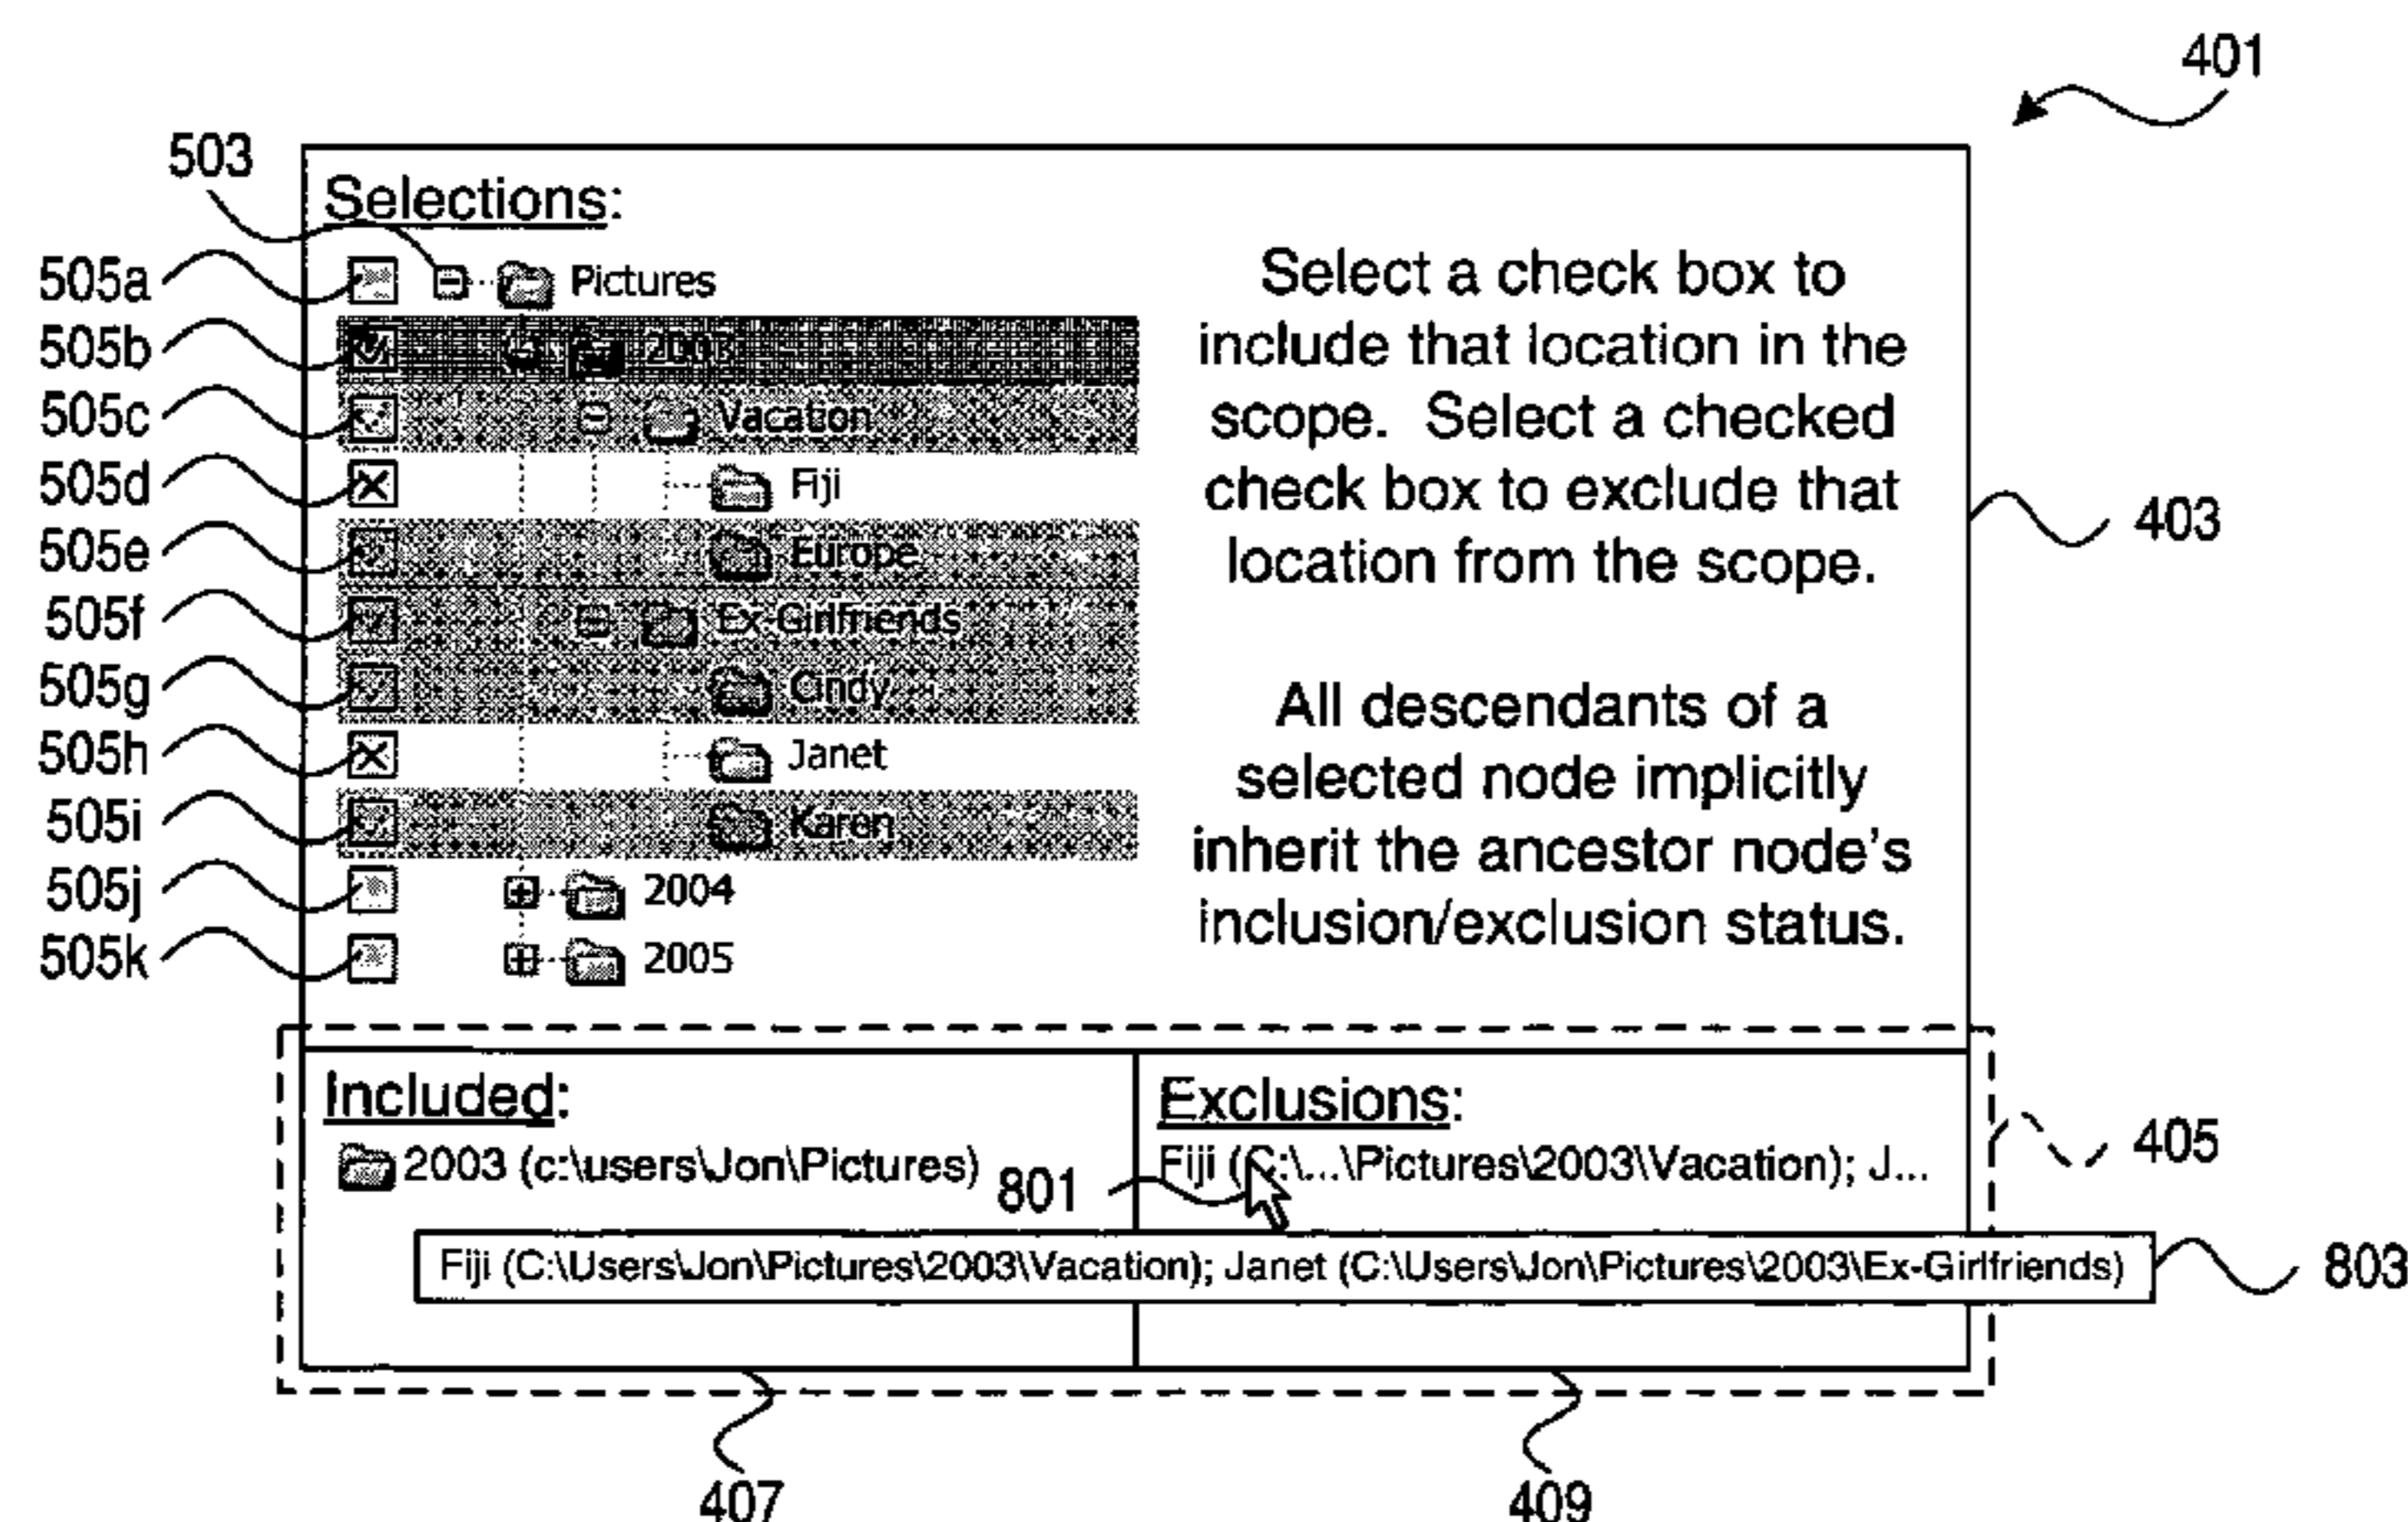 401
503
Selections:
505a Pictures
505b 2003
505c Vacation
505d Fiji
505e Europe
505f Ex-Girlfriends
505g Cindy
505h Janet
505i Karen
505j 2004
505k 2005
Select a check box to
include that location in the
scope. Select a checked
check box to exclude that
location from the scope.
All descendants of a
selected node implicitly
inherit the ancestor node's
inclusion/exclusion status.
403
Included:
2003 (c:\users\Jon\Pictures)
Exclusions:
Fiji (C:\...\Pictures\2003\Vacation); J...
405
801
Fiji (C:\Users\Jon\Pictures\2003\Vacation); Janet (C:\Users\Jon\Pictures\2003\Ex-Girlfriends)
803
407
409